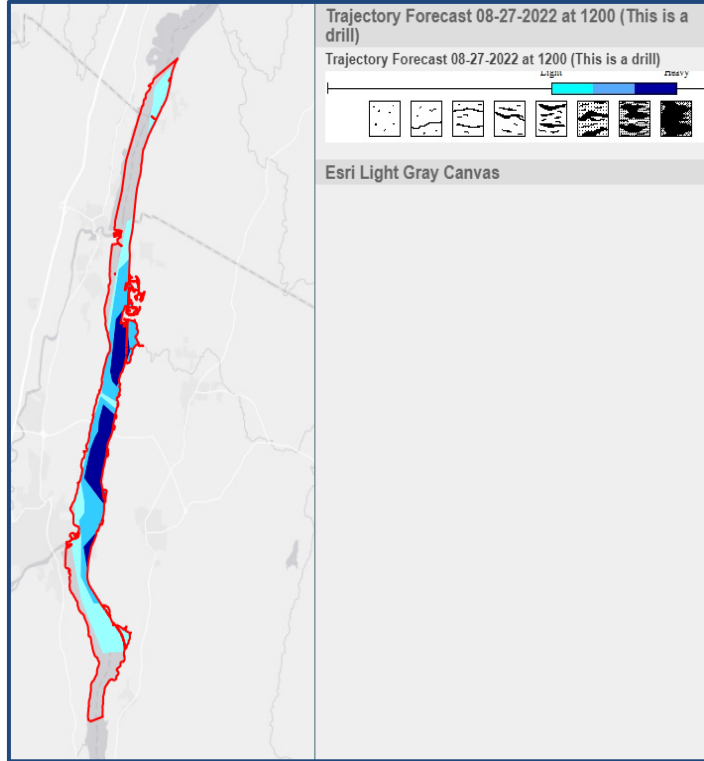 Trajectory Forecast 08-27-2022 at 1200 (This is a
drill)
Trajectory Forecast 08-27-2022 at 1200 (This is a drill)
Light Heavy
Esri Light Gray Canvas